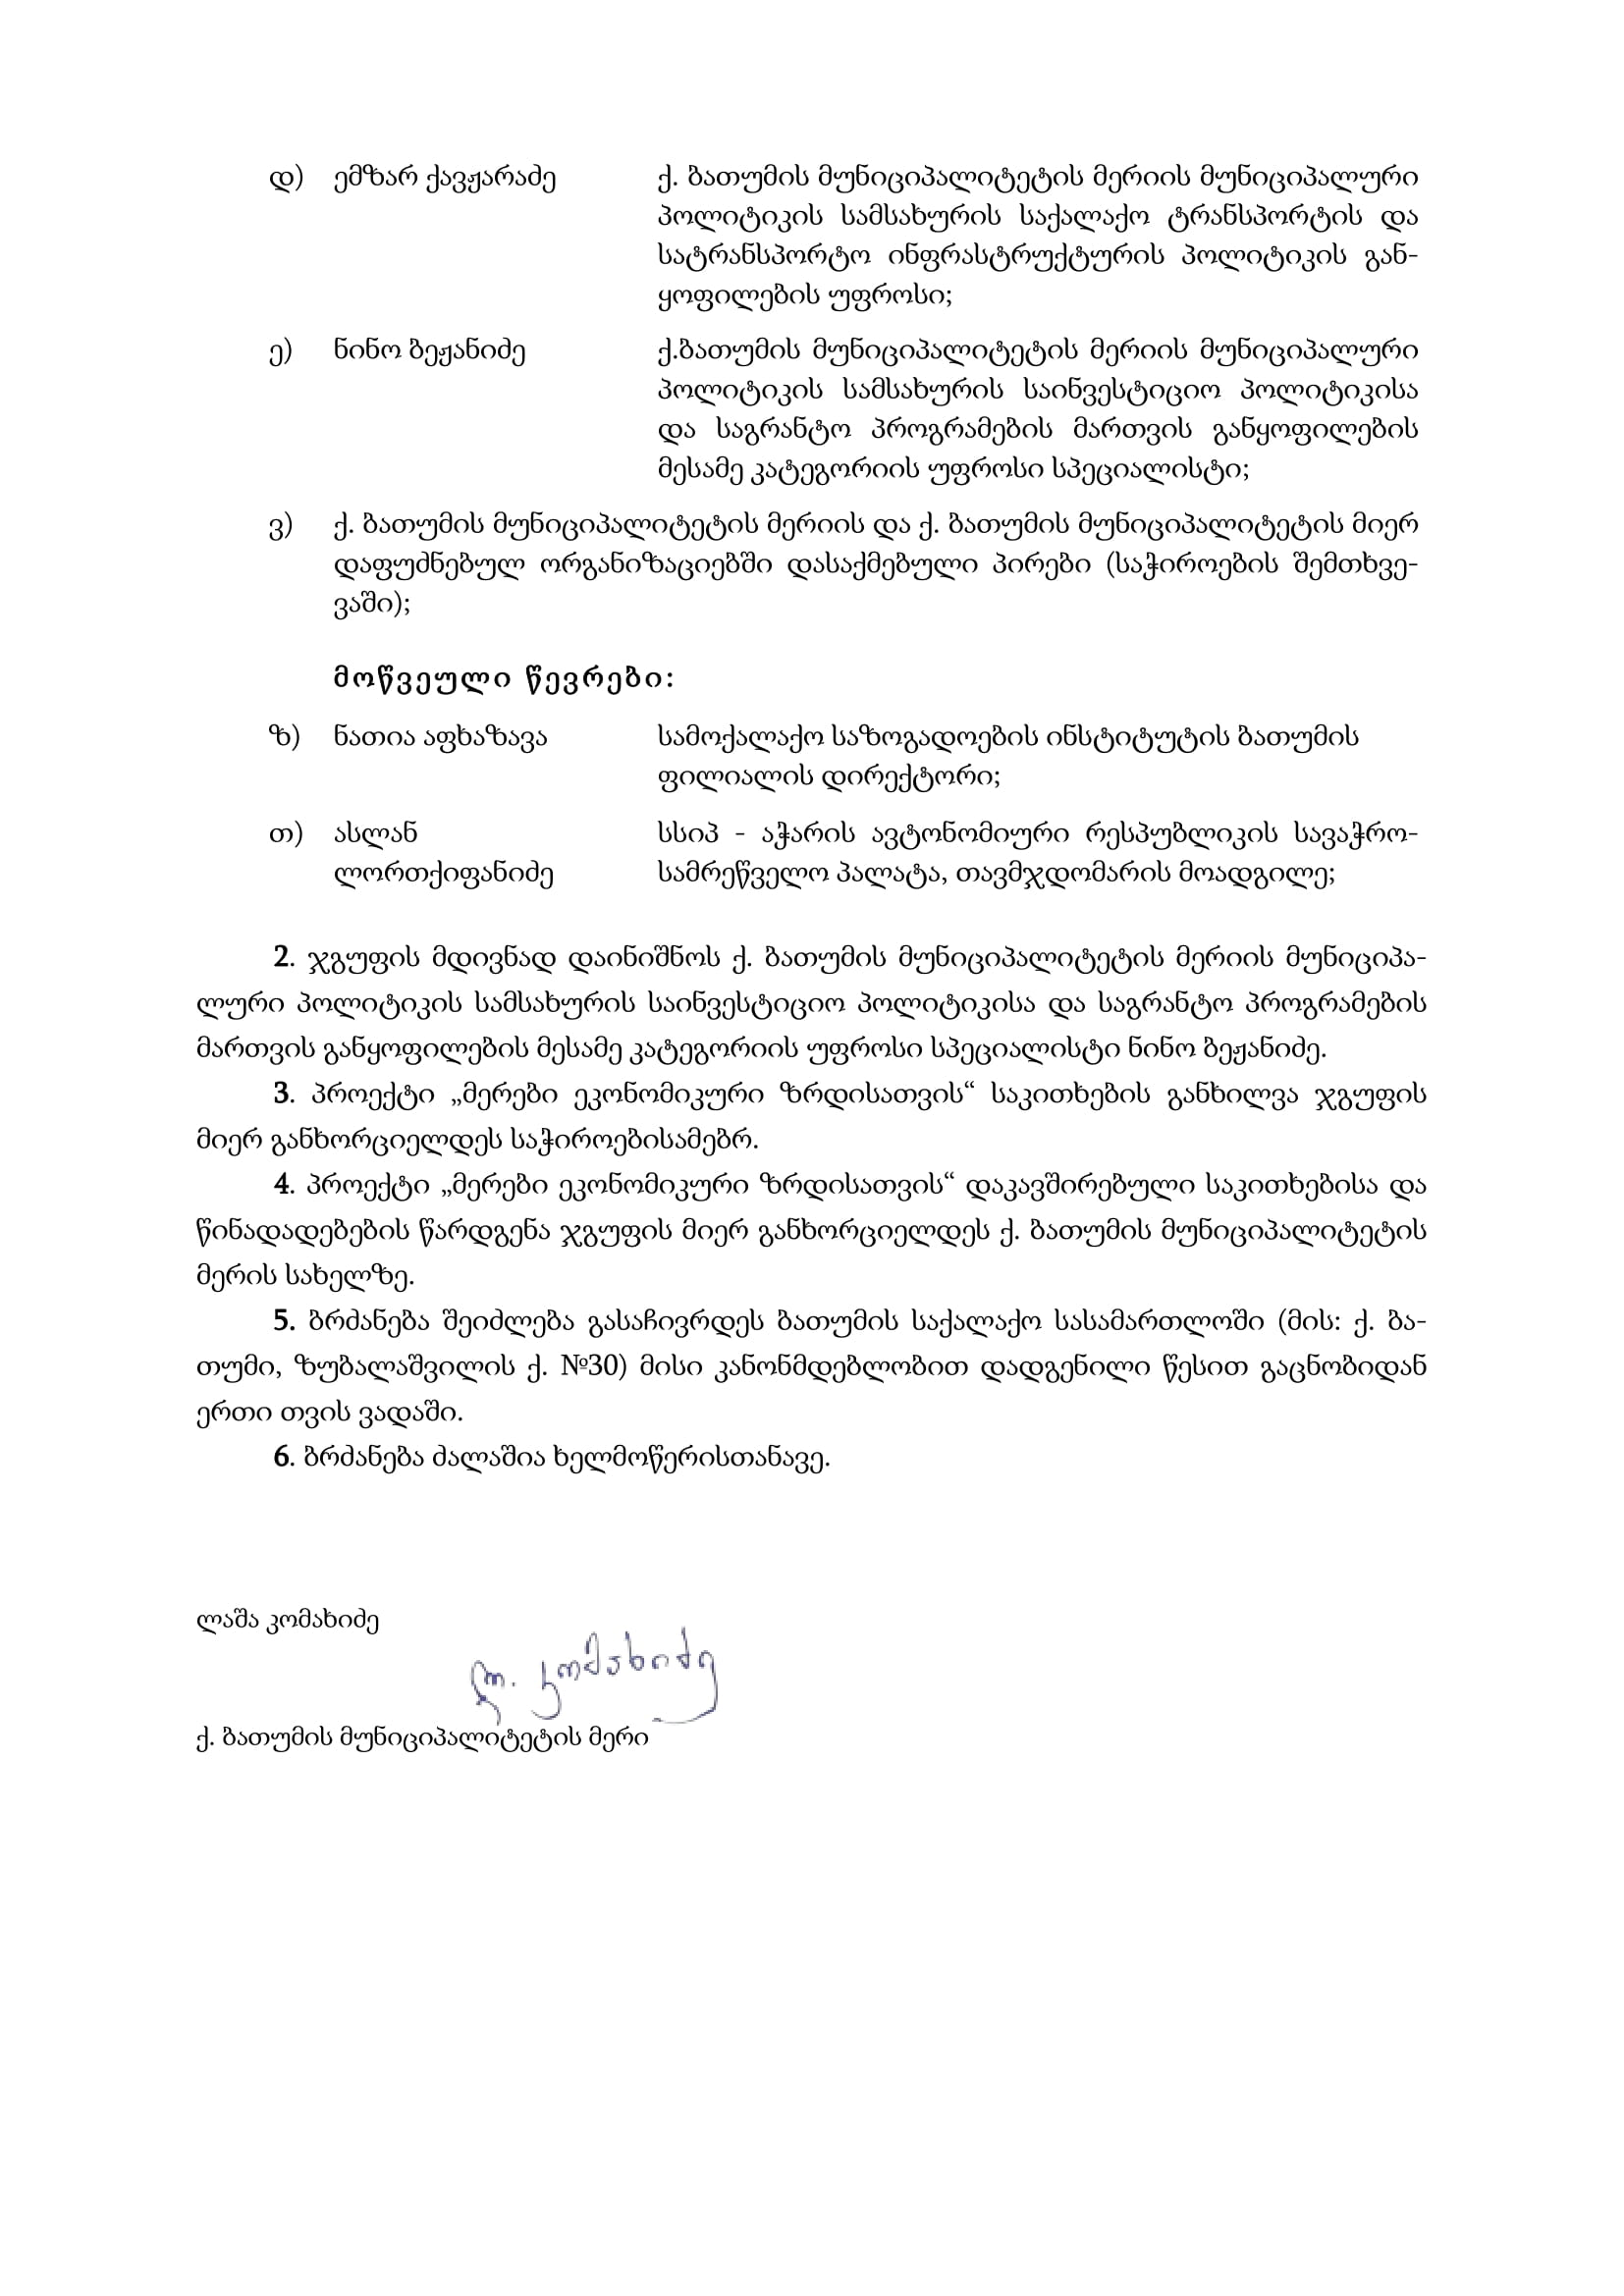 დ) ემზარ ქავჟარაძე ქ. ბათუმის მუნიციპალიტეტის მერიის მუნიციპალური
პოლიტიკის სამსახურის საქალაქო ტრანსპორტის და
სატრანსპორტო ინფრასტრუქტურის პოლიტიკის გან-
ყოფილების უფროსი;
ე) ნინო ბეჟანიძე ქ.ბათუმის მუნიციპალიტეტის მერიის მუნიციპალური
პოლიტიკის სამსახურის საინვესტიციო პოლიტიკისა
და საგრანტო პროგრამების მართვის განყოფილების
მესამე კატეგორიის უფროსი სპეციალისტი;
ვ) ქ. ბათუმის მუნიციპალიტეტის მერიის და ქ. ბათუმის მუნიციპალიტეტის მიერ
დაფუძნებულ ორგანიზაციებში დასაქმებული პირები (საჭიროების შემთხვე-
ვაში);
მოწვეული წევრები:
ზ) ნათია აფხაზავა სამოქალაქო საზოგადოების ინსტიტუტის ბათუმის
ფილიალის დირექტორი;
თ) ასლან სსიპ - აჭარის ავტონომიური რესპუბლიკის სავაჭრო-
ლორთქიფანიძე სამრეწველო პალატა, თავმჯდომარის მოადგილე;
2. ჯგუფის მდივნად დაინიშნოს ქ. ბათუმის მუნიციპალიტეტის მერიის მუნიციპა-
ლური პოლიტიკის სამსახურის საინვესტიციო პოლიტიკისა და საგრანტო პროგრამების
მართვის განყოფილების მესამე კატეგორიის უფროსი სპეციალისტი ნინო ბეჟანიძე.
3. პროექტი „მერები ეკონომიკური ზრდისათვის“ საკითხების განხილვა ჯგუფის
მიერ განხორციელდეს საჭიროებისამებრ.
4. პროექტი „მერები ეკონომიკური ზრდისათვის“ დაკავშირებული საკითხებისა და
წინადადებების წარდგენა ჯგუფის მიერ განხორციელდეს ქ. ბათუმის მუნიციპალიტეტის
მერის სახელზე.
5. ბრძანება შეიძლება გასაჩივრდეს ბათუმის საქალაქო სასამართლოში (მის: ქ. ბა-
თუმი, ზუბალაშვილის ქ. №30) მისი კანონმდებლობით დადგენილი წესით გაცნობიდან
ერთი თვის ვადაში.
6. ბრძანება ძალაშია ხელმოწერისთანავე.
ლაშა კომახიძე
ლ. კომახიძე
ქ. ბათუმის მუნიციპალიტეტის მერი